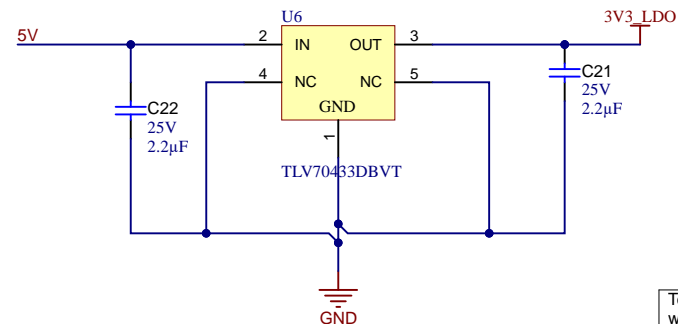 U6
3V3_LDO
5V
2 IN OUT 3
4 NC NC 5
GND
1
C22
25V
2.2µF
C21
25V
2.2µF
TLV70433DBVT
GND